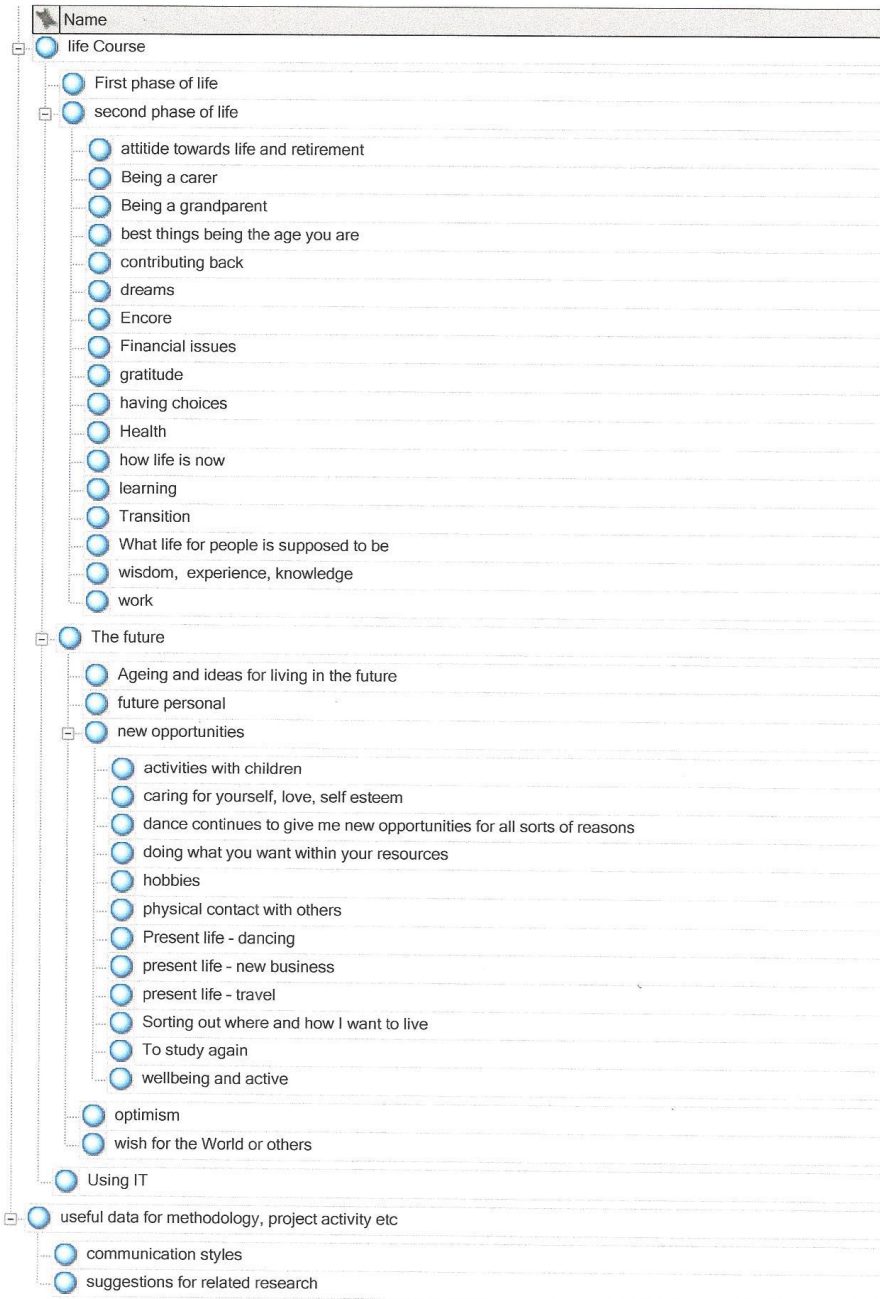 Name
life Course
First phase of life
second phase of life
attitide towards life and retirement
Being a carer
Being a grandparent
best things being the age you are
contributing back
dreams
Encore
Financial issues
gratitude
having choices
Health
how life is now
learning
Transition
What life for people is supposed to be
wisdom, experience, knowledge
work
The future
Ageing and ideas for living in the future
future personal
new opportunities
activities with children
caring for yourself, love, self esteem
dance continues to give me new opportunities for all sorts of reasons
doing what you want within your resources
hobbies
physical contact with others
Present life - dancing
present life - new business
present life - travel
Sorting out where and how I want to live
To study again
wellbeing and active
optimism
wish for the World or others
Using IT
useful data for methodology, project activity etc
communication styles
suggestions for related research